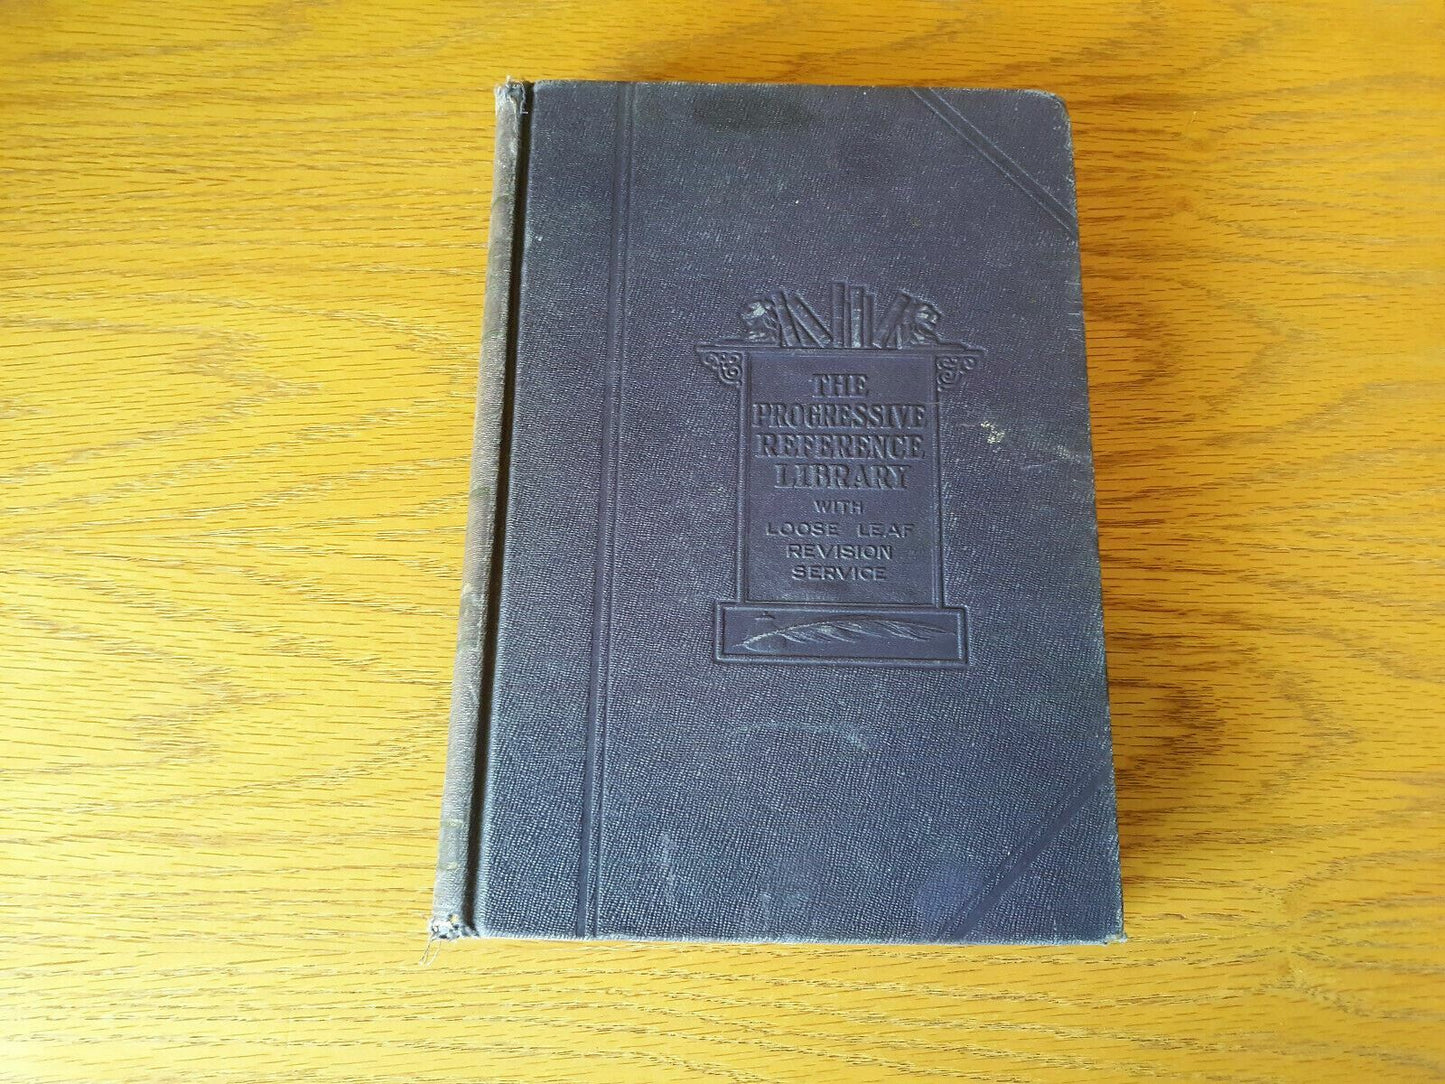 THE
PROGRESSIVE
REFERENCE
LIBRARY
WITH
LOOSE LEAF
REVISION
SERVICE